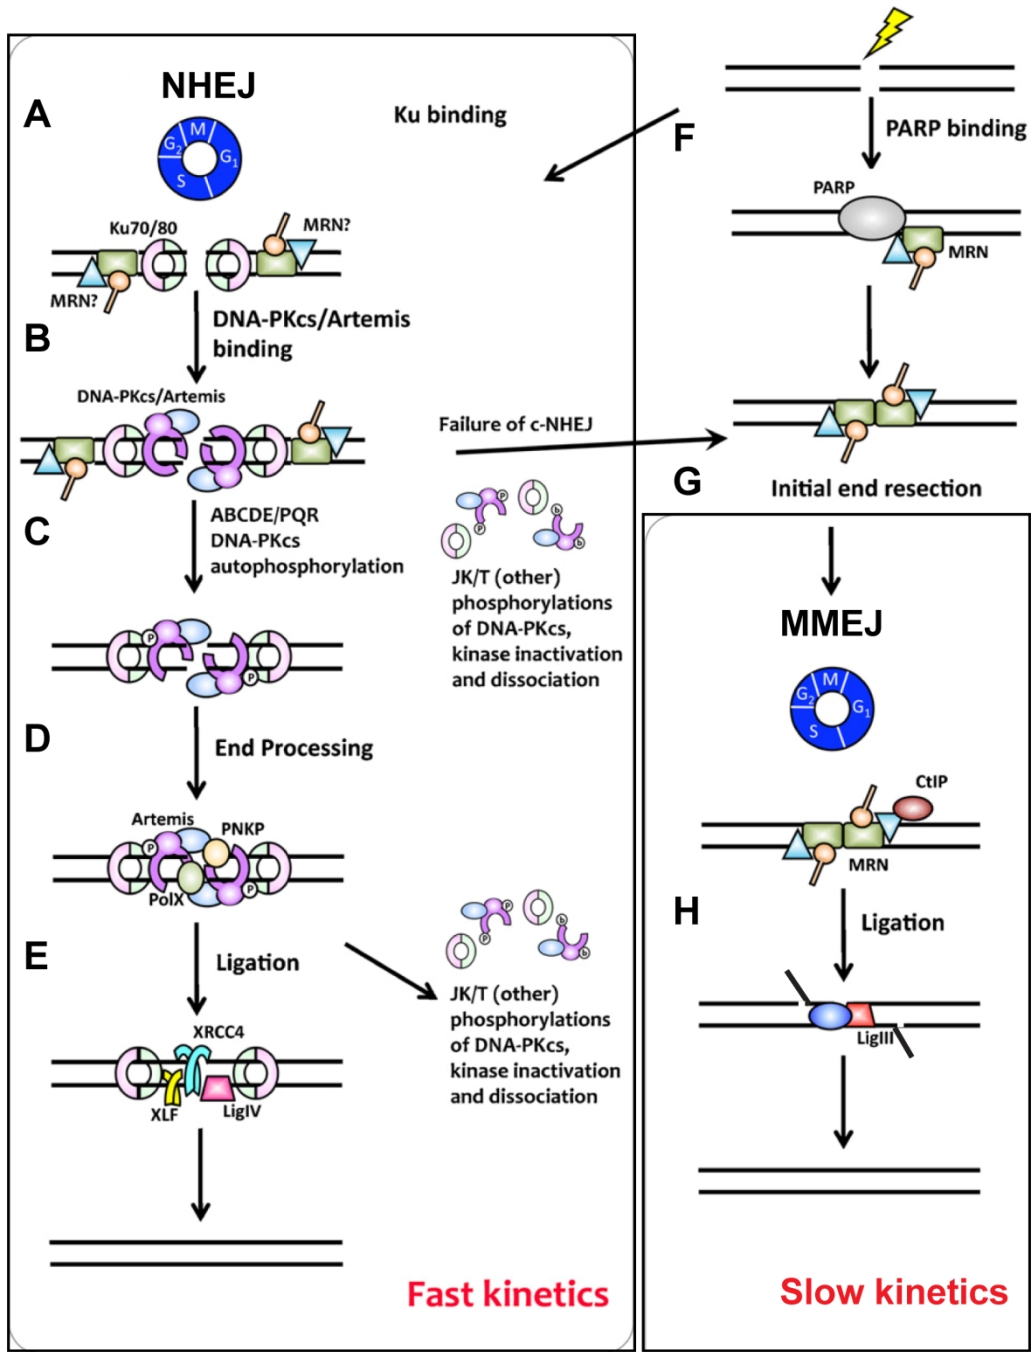 NHEJ
A
M
G2
G1
S
Ku binding
Ku70/80
MRN?
MRN?
B
DNA-PKcs/Artemis
binding
DNA-PKcs/Artemis
Failure of c-NHEJ
C
ABCDE/PQR
DNA-PKcs
autophosphorylation
P
P
b
b
JK/T (other)
phosphorylations
of DNA-PKcs,
kinase inactivation
and dissociation
P
P
D
End Processing
Artemis
PNKP
P
P
PolX
E
Ligation
P
P
b
b
JK/T (other)
phosphorylations
of DNA-PKcs,
kinase inactivation
and dissociation
XRCC4
XLF
LigIV
Fast kinetics
F
PARP binding
PARP
MRN
G
Initial end resection
MMEJ
M
G2
G1
S
CtIP
MRN
H
Ligation
LigIII
Slow kinetics